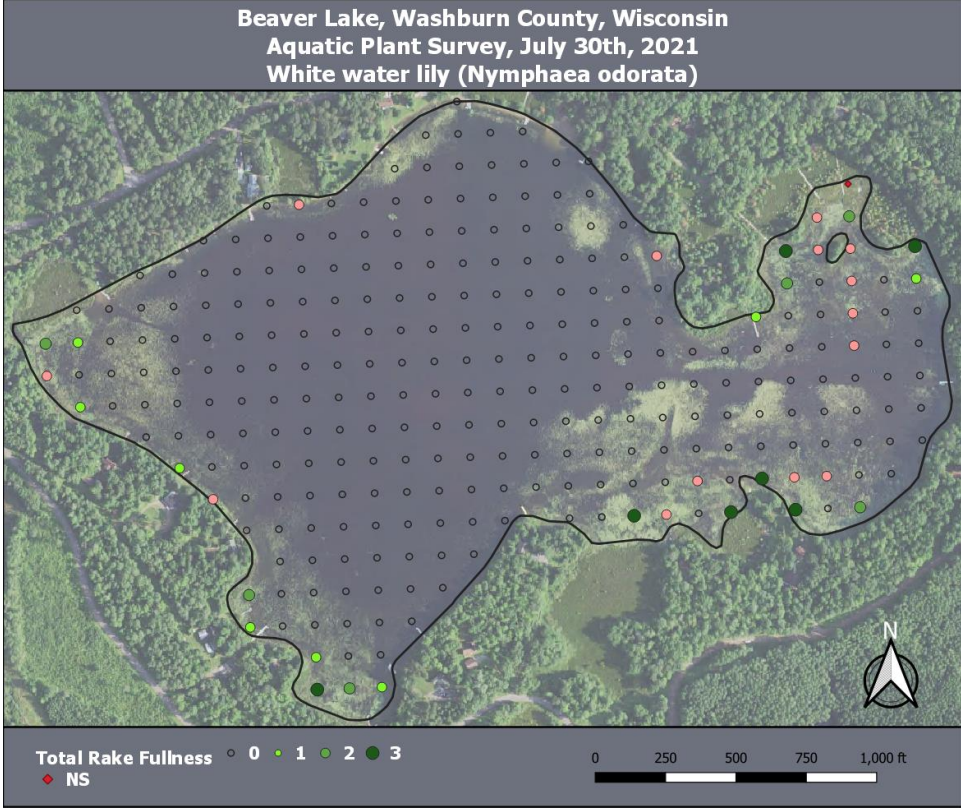 Beaver Lake, Washburn County, Wisconsin
Aquatic Plant Survey, July 30th, 2021
White water lily (Nymphaea odorata)
N
Total Rake Fullness 0 1 2 3
NS
0 250 500 750 1,000 ft